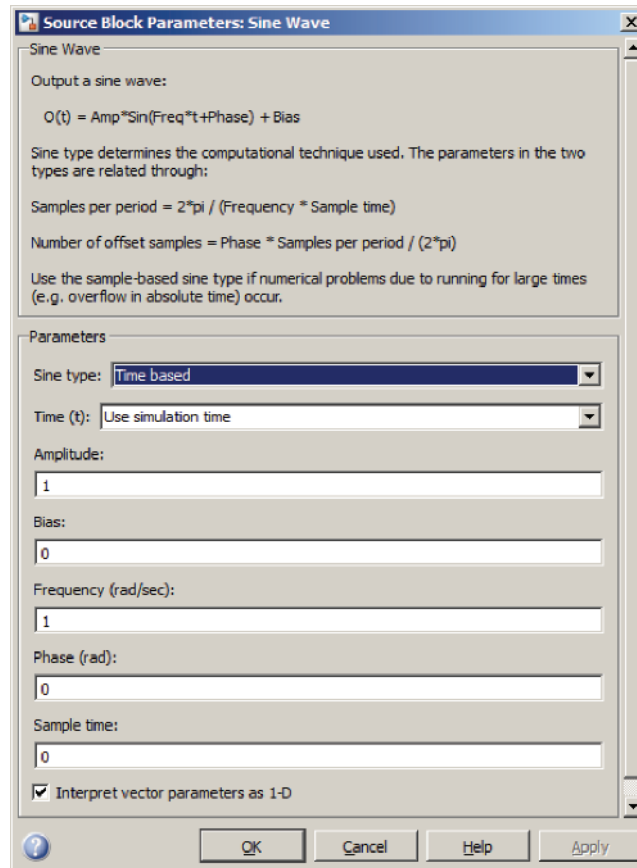 Source Block Parameters: Sine Wave
Sine Wave
Output a sine wave:
O(t) = Amp*Sin(Freq*t+Phase) + Bias
Sine type determines the computational technique used. The parameters in the two
types are related through:
Samples per period = 2*pi / (Frequency * Sample time)
Number of offset samples = Phase * Samples per period / (2*pi)
Use the sample-based sine type if numerical problems due to running for large times
(e.g. overflow in absolute time) occur.
Parameters
Sine type: Time based
Time (t): Use simulation time
Amplitude:
1
Bias:
0
Frequency (rad/sec):
1
Phase (rad):
0
Sample time:
0
Interpret vector parameters as 1-D
? OK Cancel Help Apply